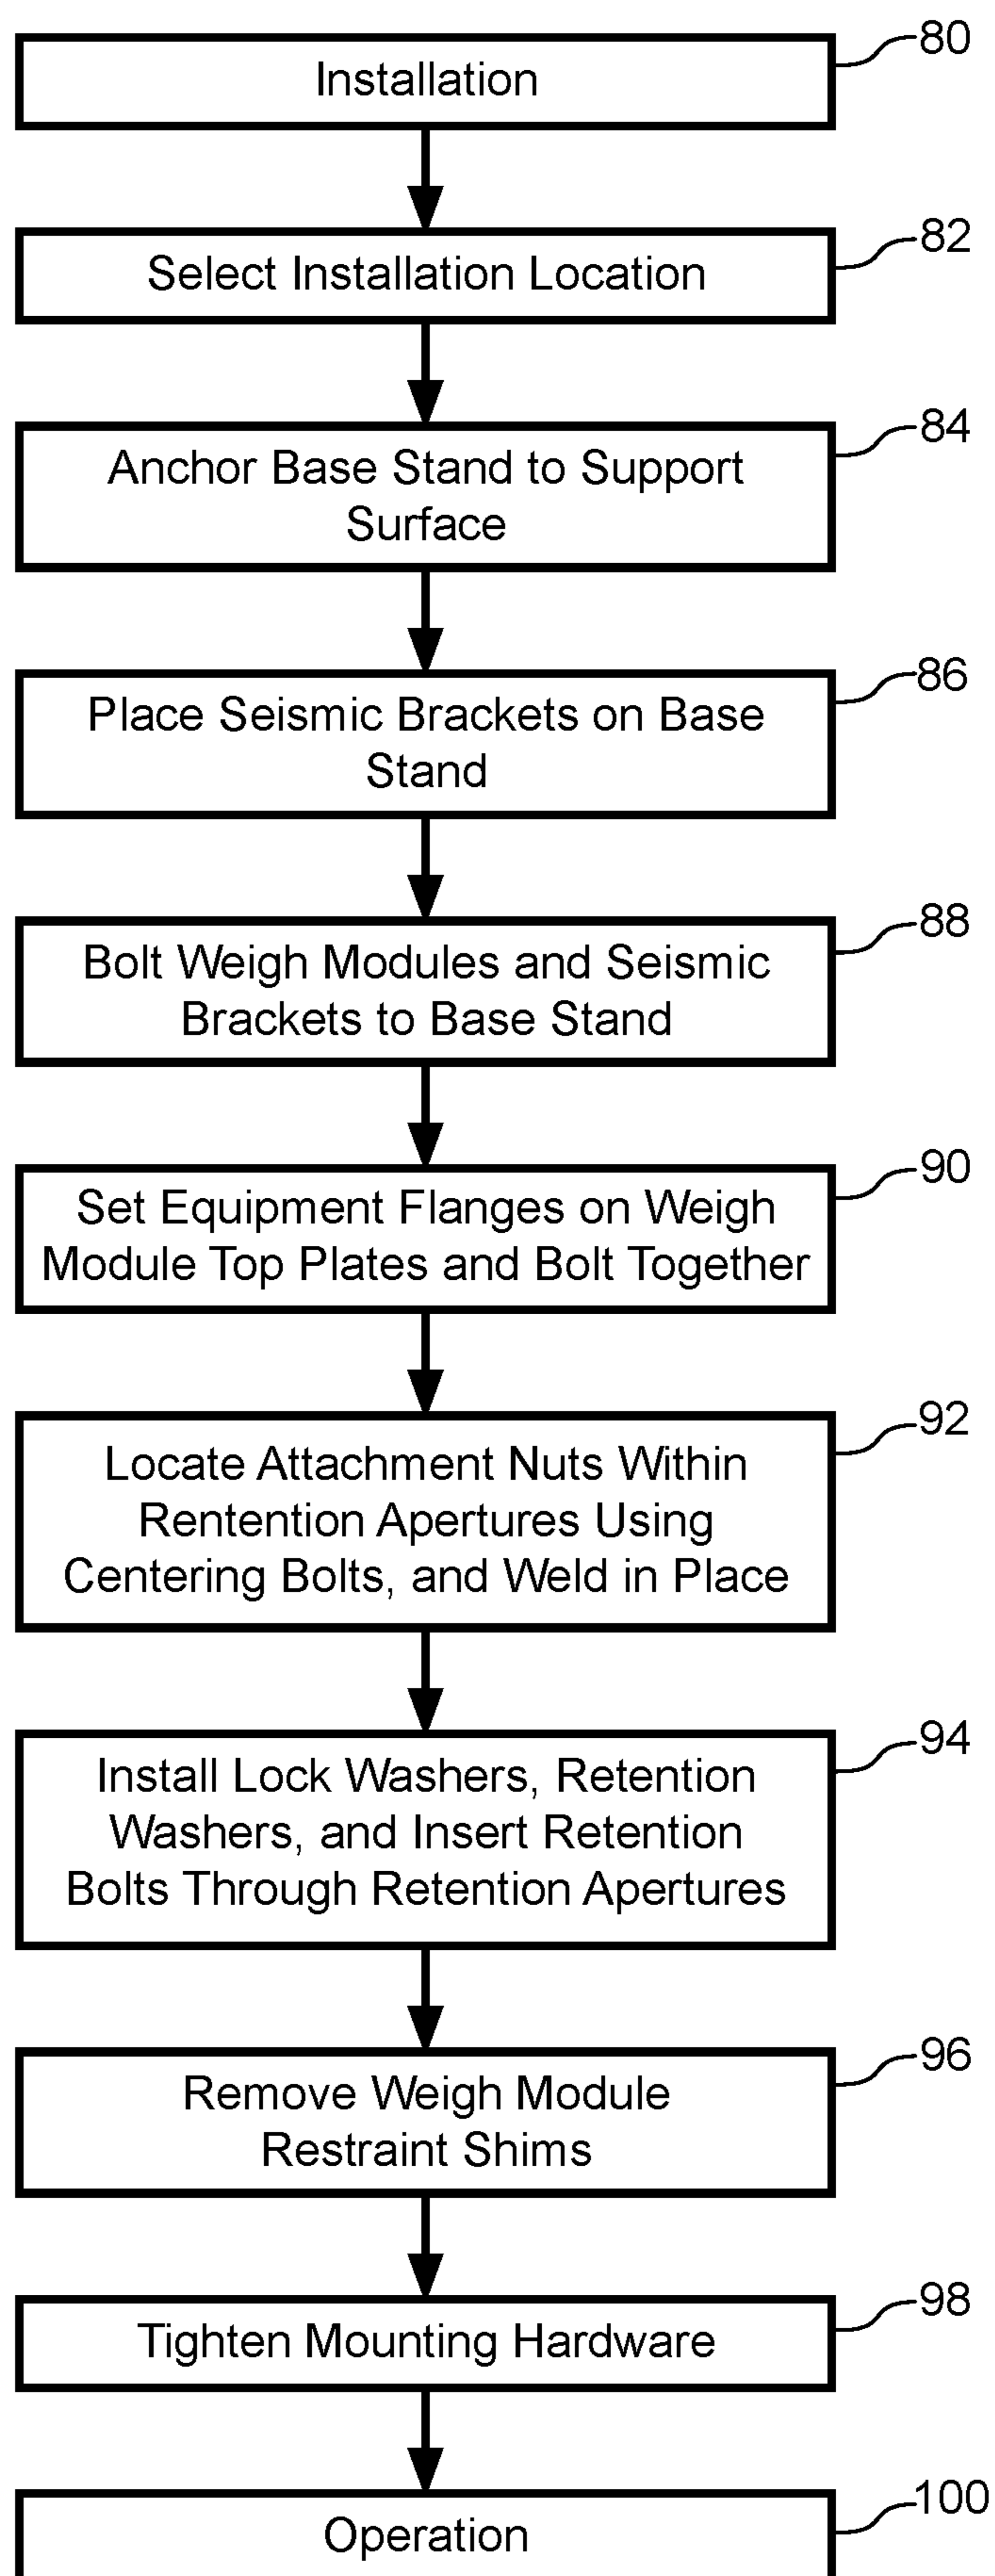 80
Installation
82
Select Installation Location
84
Anchor Base Stand to Support
Surface
86
Place Seismic Brackets on Base
Stand
88
Bolt Weigh Modules and Seismic
Brackets to Base Stand
90
Set Equipment Flanges on Weigh
Module Top Plates and Bolt Together
92
Locate Attachment Nuts Within
Rentention Apertures Using
Centering Bolts, and Weld in Place
94
Install Lock Washers, Retention
Washers, and Insert Retention
Bolts Through Retention Apertures
96
Remove Weigh Module
Restraint Shims
98
Tighten Mounting Hardware
100
Operation